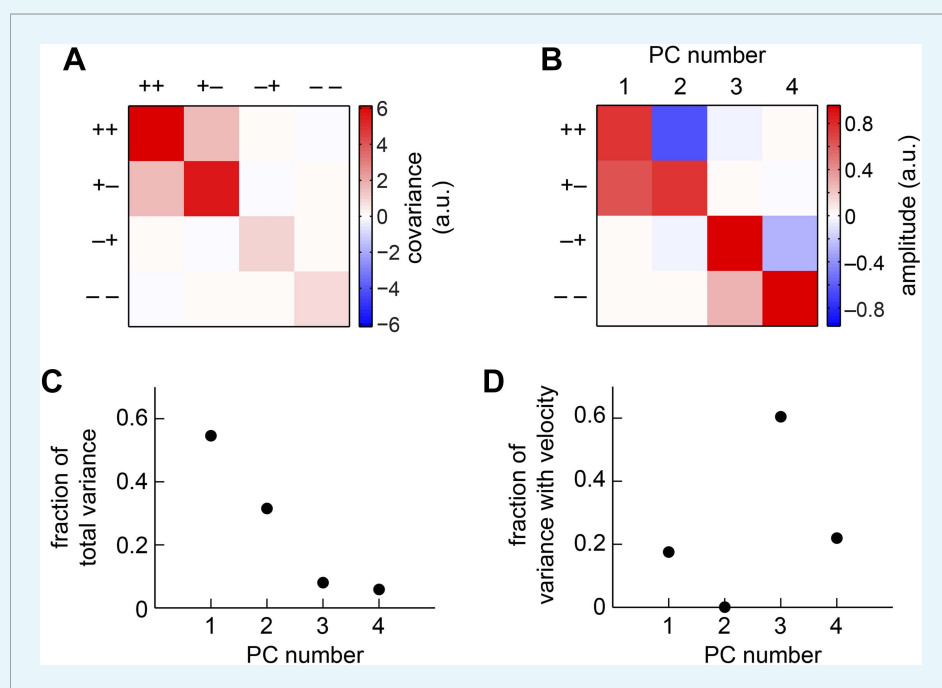 A
++ +– –+ – –
++
+–
–+
– –
6
4
2
0
–2
–4
–6
covariance
(a.u.)
B
PC number
1 2 3 4
++
+–
–+
– –
0.8
0.4
0
–0.4
–0.8
amplitude (a.u.)
C
fraction of
total variance
0.6
0.4
0.2
0
1 2 3 4
PC number
D
fraction of
variance with velocity
0.6
0.4
0.2
0
1 2 3 4
PC number